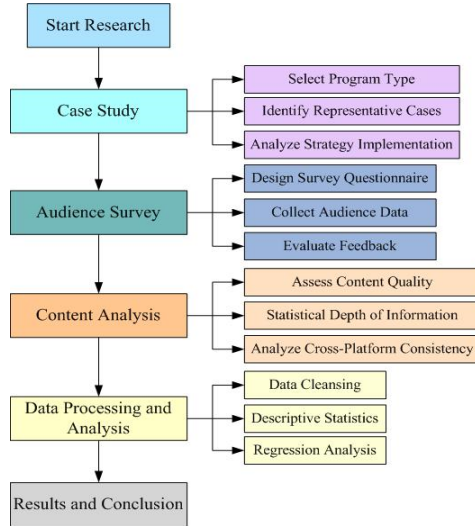 Start Research
Select Program Type
Case Study
Identify Representative Cases
Analyze Strategy Implementation
Design Survey Questionnaire
Audience Survey
Collect Audience Data
Evaluate Feedback
Assess Content Quality
Content Analysis
Statistical Depth of Information
Analyze Cross-Platform Consistency
Data Cleansing
Data Processing and
Analysis
Descriptive Statistics
Regression Analysis
Results and Conclusion